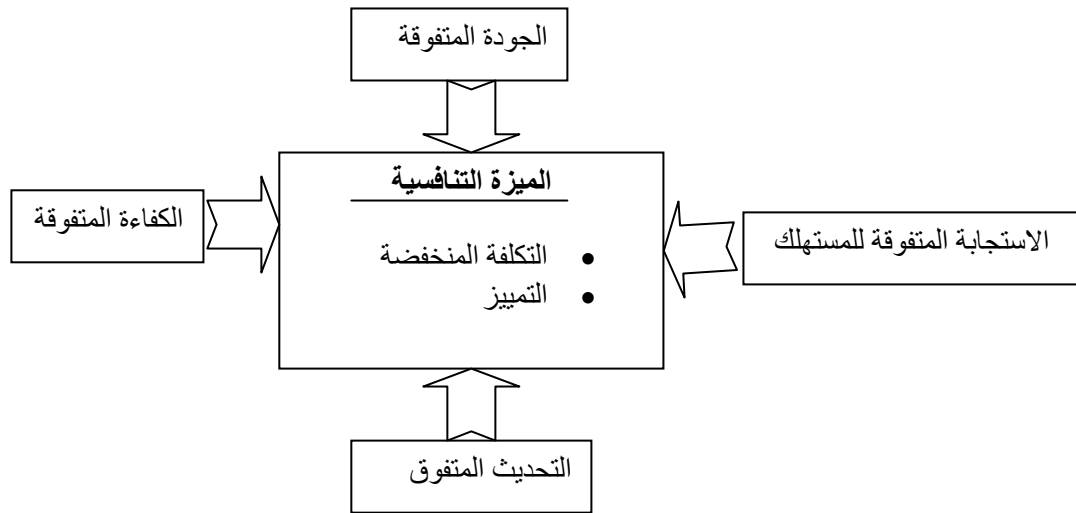 الجودة المتفوقة
الميزة التنافسية
الكفاءة المتفوقة
الاستجابة المتفوقة للمستهلك
• التكلفة المنخفضة
• التمييز
التحديث المتفوق